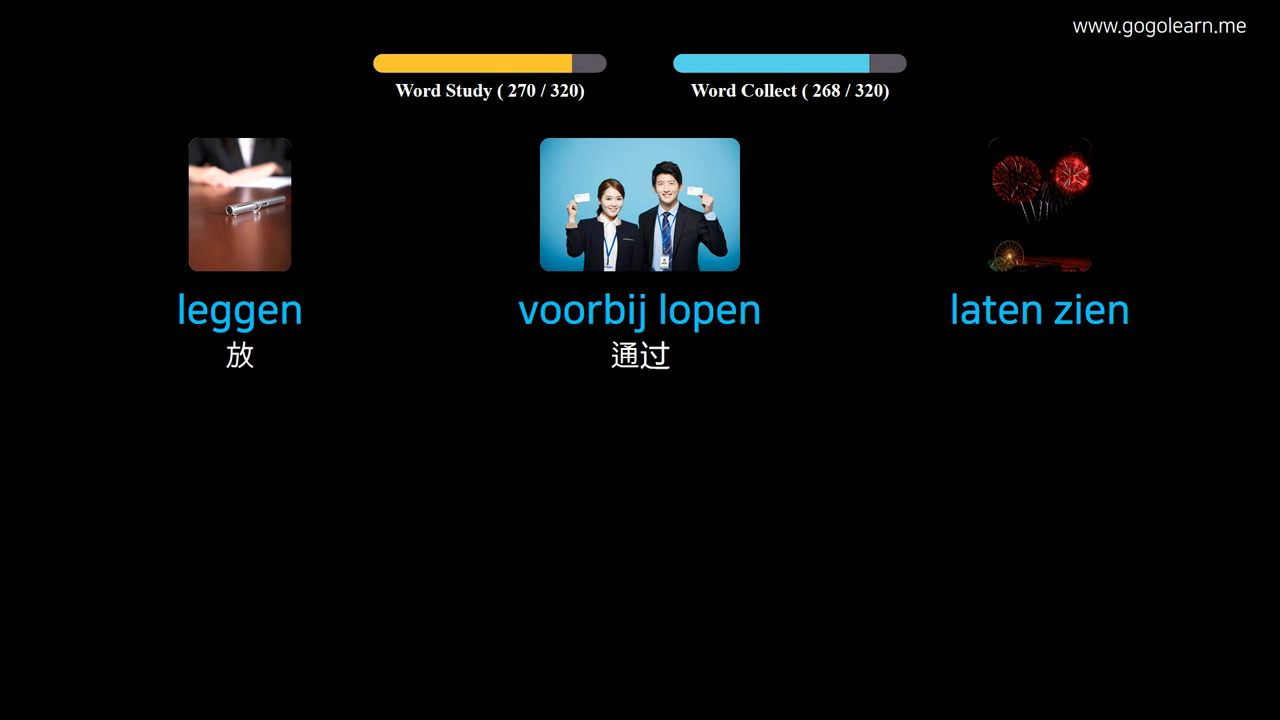 www.gogolearn.me
Word Study ( 270 / 320)
Word Collect ( 268 / 320)
leggen
放
voorbij lopen
通过
laten zien